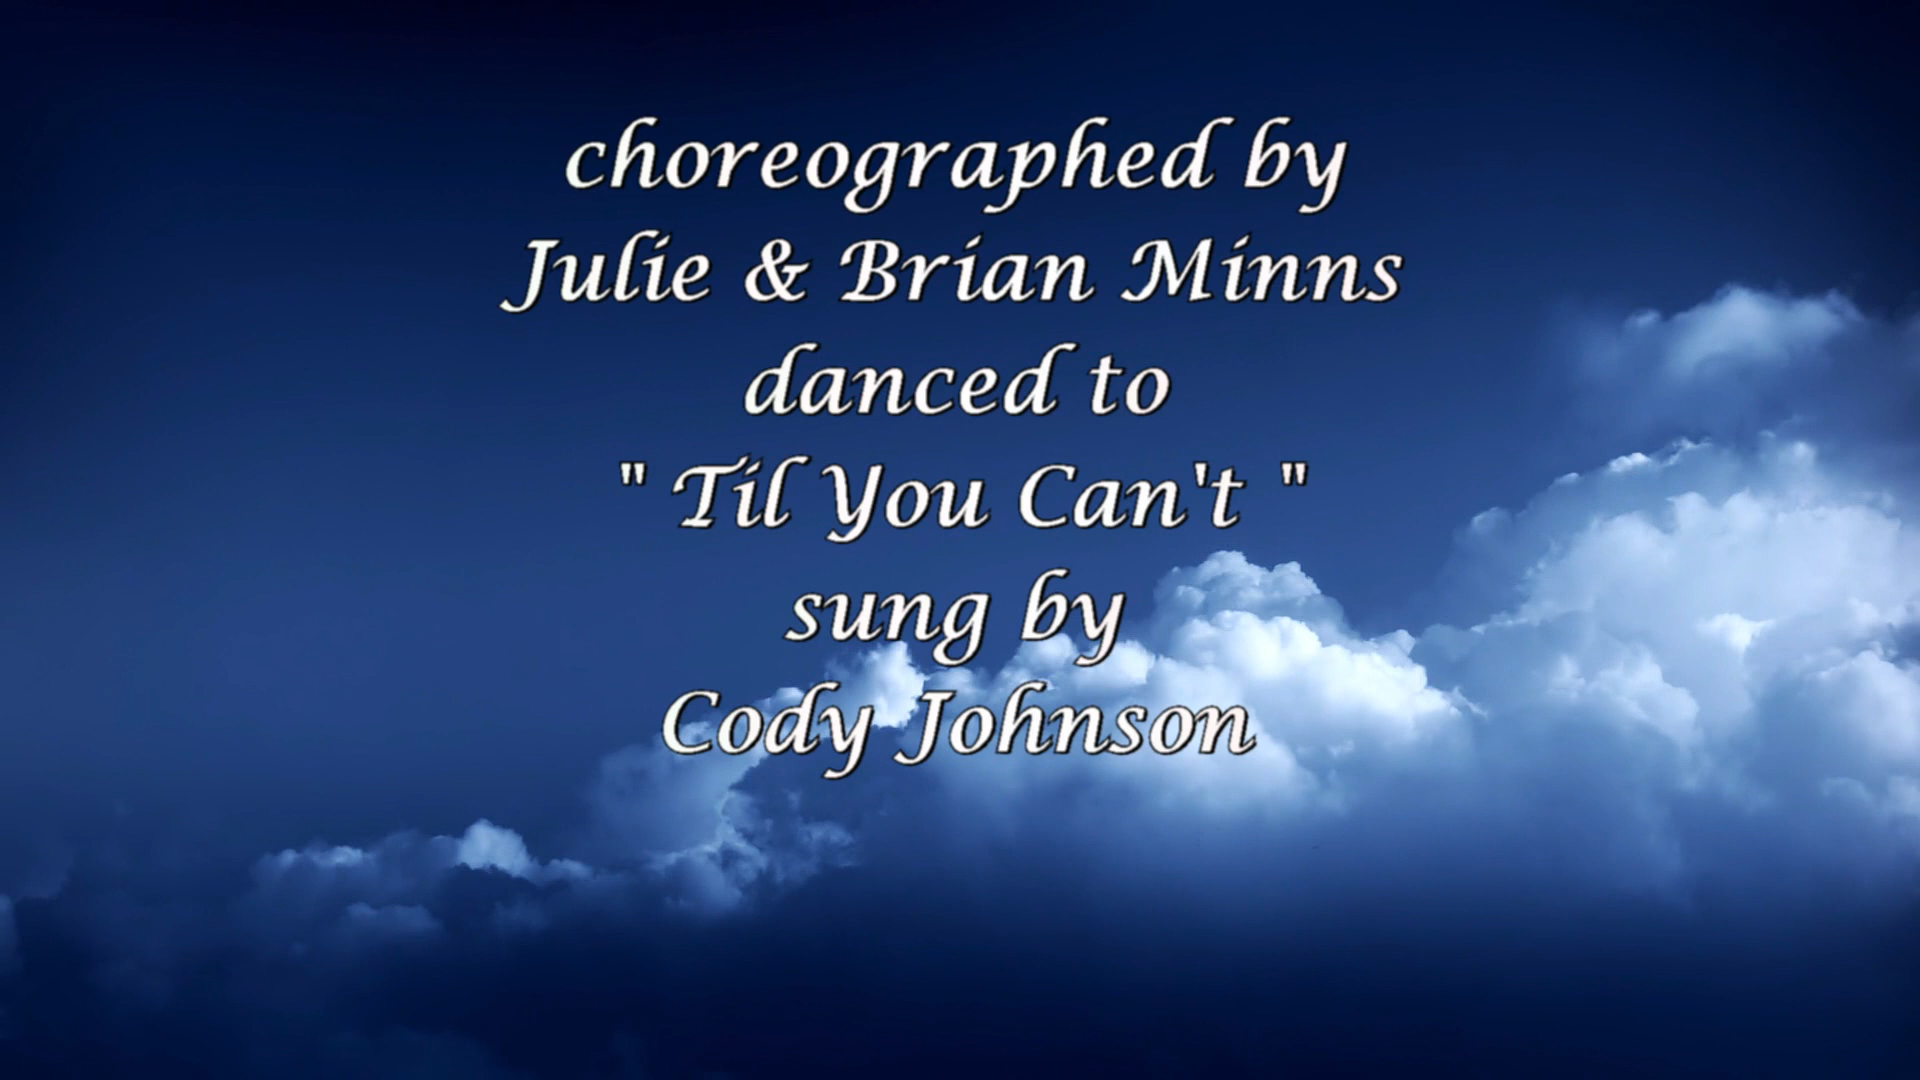 choreographed by
Julie & Brian Minns
danced to
" Til You Can't "
sung by
Cody Johnson